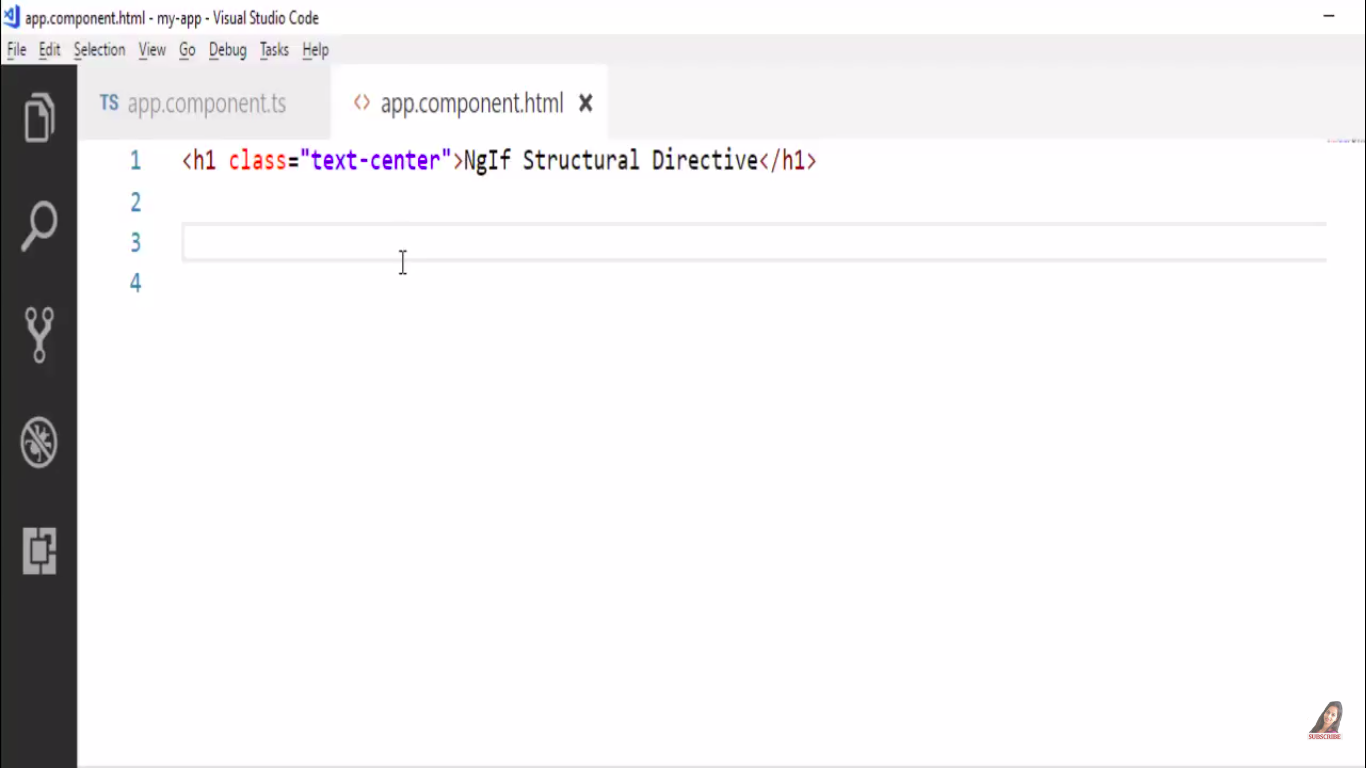 app.component.html - my-app - Visual Studio Code
File Edit Selection View Go Debug Tasks Help
TS app.component.ts <> app.component.html
1 <h1 class="text-center">NgIf Structural Directive</h1>
2
3
4
SUBSCRIBE